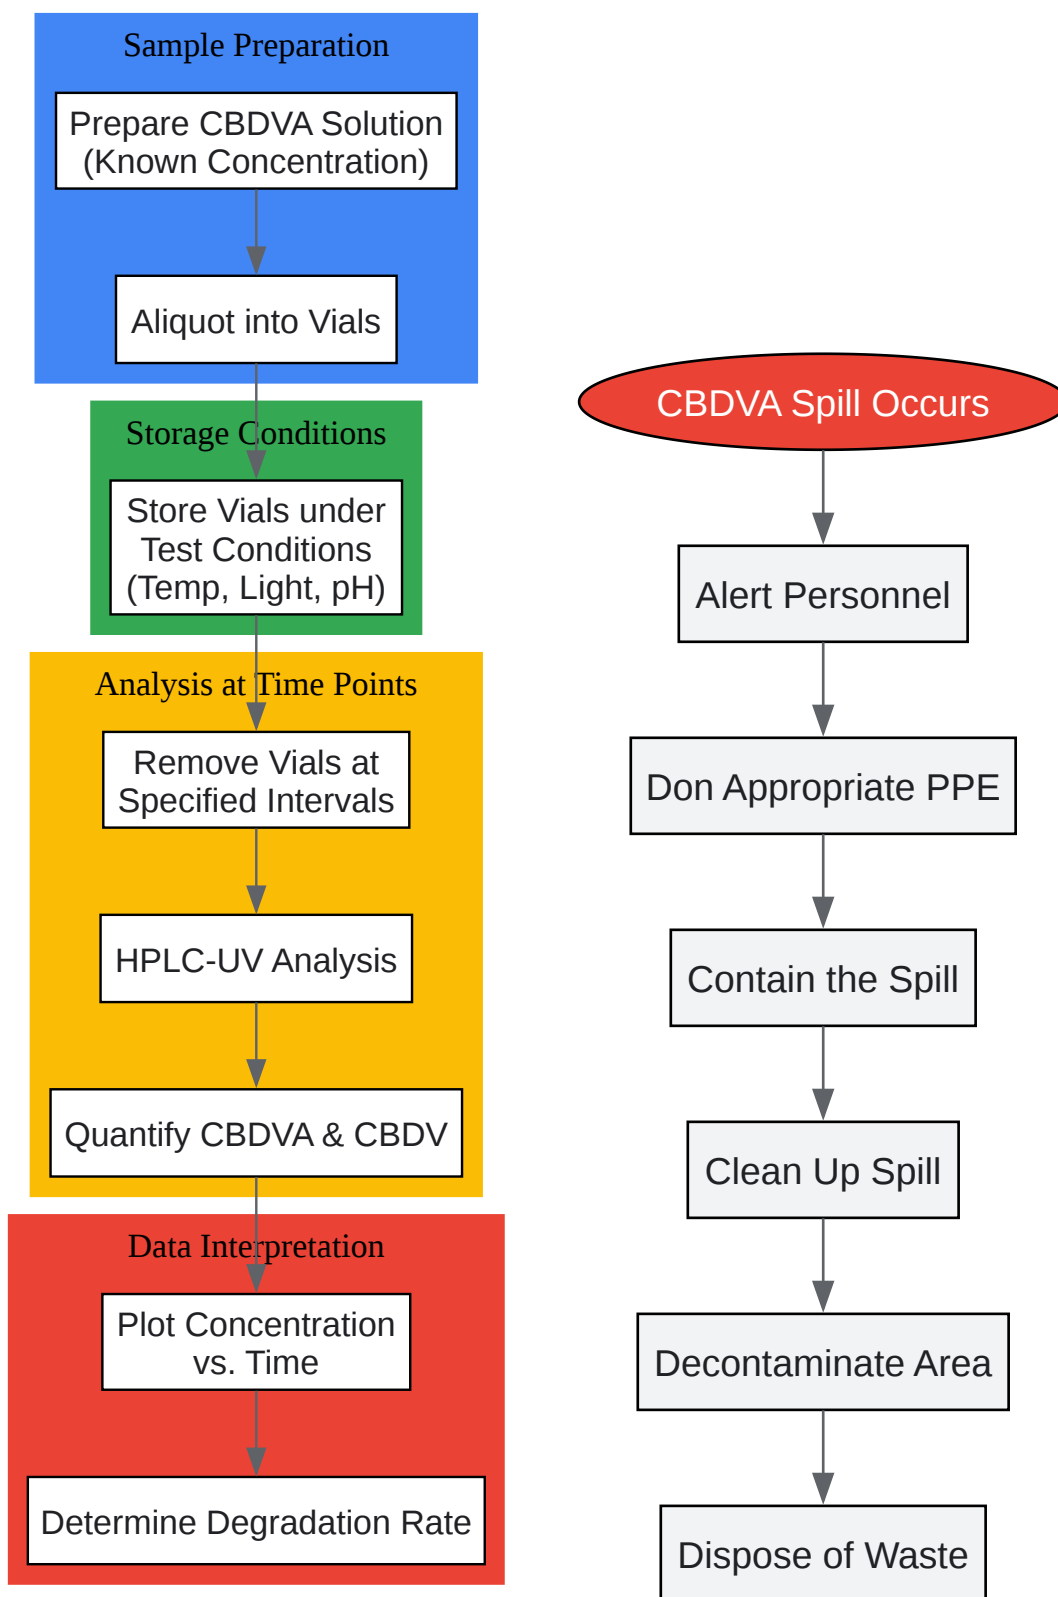 Sample Preparation
Prepare CBDVA Solution
(Known Concentration)
Aliquot into Vials
Storage Conditions
Store Vials under
Test Conditions
(Temp, Light, pH)
Analysis at Time Points
Remove Vials at
Specified Intervals
HPLC-UV Analysis
Quantify CBDVA & CBDV
Data Interpretation
Plot Concentration
vs. Time
Determine Degradation Rate
CBDVA Spill Occurs
Alert Personnel
Don Appropriate PPE
Contain the Spill
Clean Up Spill
Decontaminate Area
Dispose of Waste